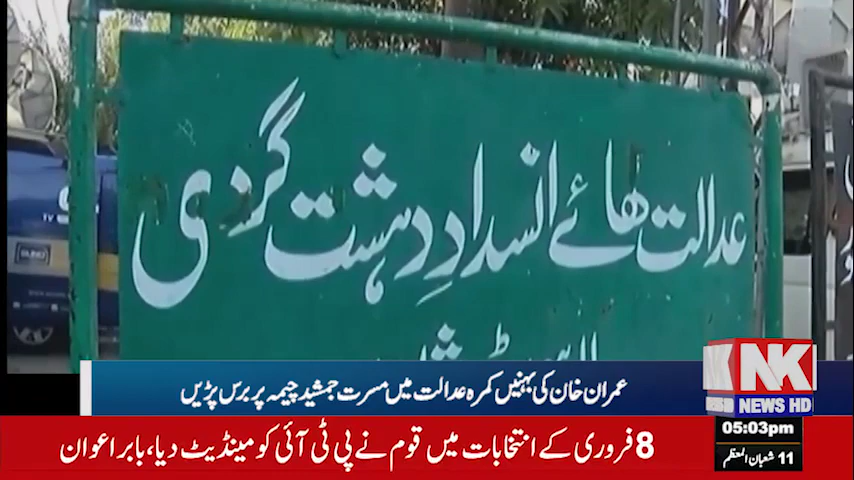 عدالت ھائے انسدادِ دہشت گردی
عمران خان کی بہنیں کمرہ عدالت میں مسرت جمشید چیمہ پر برس پڑیں
NK
NEWS HD
8 فروری کے انتخابات میں قوم نے پی ٹی آئی کو مینڈیٹ دیا، بابر اعوان
05:03pm
11 شعبان المعظم